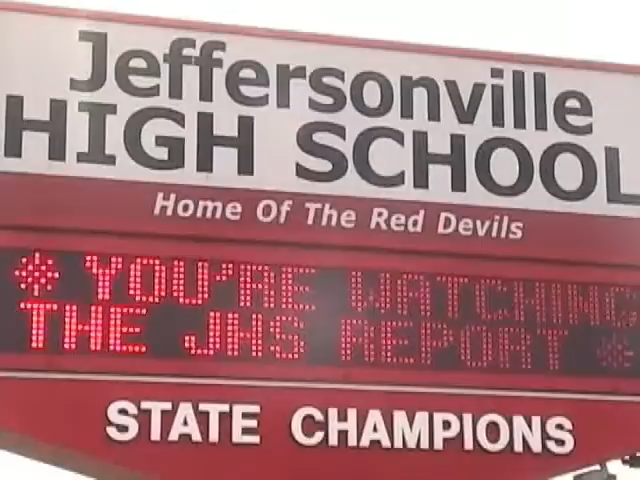 Jeffersonville
HIGH SCHOOL
Home Of The Red Devils
* YOU'RE WATCHING
THE JHS REPORT *
STATE CHAMPIONS